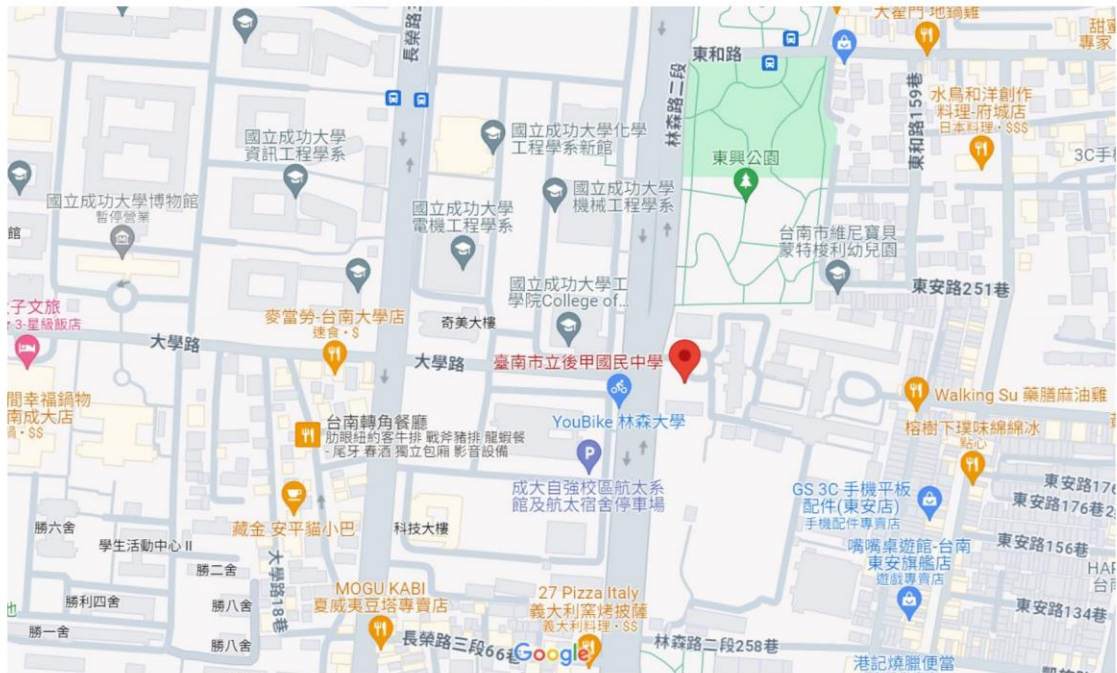 大翟門 地鍋雞
甜蜜
專家
長榮路三
林森路二段
東和路
東和路159巷
水鳥和洋創作
料理-府城店
日本料理・$$$
3C手機
國立成功大學
資訊工程學系
國立成功大學化學
工程學系新館
東興公園
國立成功大學博物館
暫停營業
館
國立成功大學
機械工程學系
國立成功大學
電機工程學系
台南市維尼寶貝
蒙特梭利幼兒園
東安路251巷
國立成功大學工
學院College of...
子文旅
・3-星級飯店
麥當勞-台南大學店
速食・$
奇美大樓
大學路
大學路
臺南市立後甲國民中學
YouBike 林森大學
間幸福鍋物
南成大店
鍋・$$
台南轉角餐廳
肋眼紐約客牛排 戰斧豬排 龍蝦餐
- 尾牙 春酒 獨立包廂 影音設備
Walking Su 藥膳麻油雞
榕樹下璞味綿綿冰
點心
成大自強校區航太系
館及航太宿舍停車場
GS 3C 手機平板
配件(東安店)
手機配件專賣店
東安路176
東安路176巷2
藏金 安平貓小巴
科技大樓
勝六舍
學生活動中心 II
嘴嘴桌遊館-台南
東安旗艦店
遊戲專賣店
東安路156巷
HAP
台南
勝二舍
大學路18巷
MOGU KABI
夏威夷豆塔專賣店
27 Pizza Italy
義大利窯烤披薩
義大利料理・$$
勝利四舍
勝八舍
東安路134巷
勝一舍
勝八舍
長榮路三段66巷
Google
林森路二段258巷
港記燒臘便當